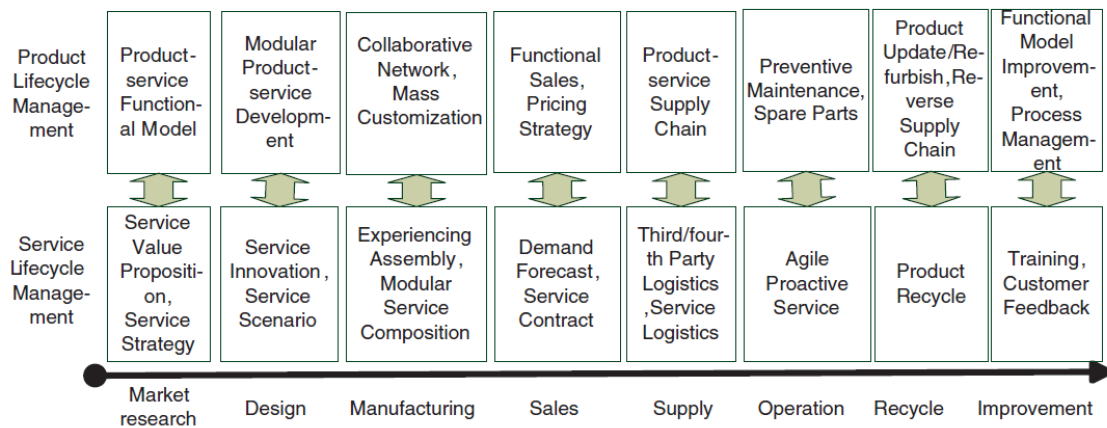 Product
Lifecycle
Manage-
ment
Product-
service
Function-
al Model
Modular
Product-
service
Developm-
ent
Collaborative
Network,
Mass
Customization
Functional
Sales,
Pricing
Strategy
Product-
service
Supply
Chain
Preventive
Maintenance,
Spare Parts
Product
Update/Re-
furbish,Re-
verse
Supply
Chain
Functional
Model
Improvem-
ent,
Process
Managem-
ent
Service
Lifecycle
Manage-
ment
Service
Value
Propositi-
on,
Service
Strategy
Service
Innovation,
Service
Scenario
Experiencing
Assembly,
Modular
Service
Composition
Demand
Forecast,
Service
Contract
Third/four-
th Party
Logistics
,Service
Logistics
Agile
Proactive
Service
Product
Recycle
Training,
Customer
Feedback
Market
research
Design
Manufacturing
Sales
Supply
Operation
Recycle
Improvement